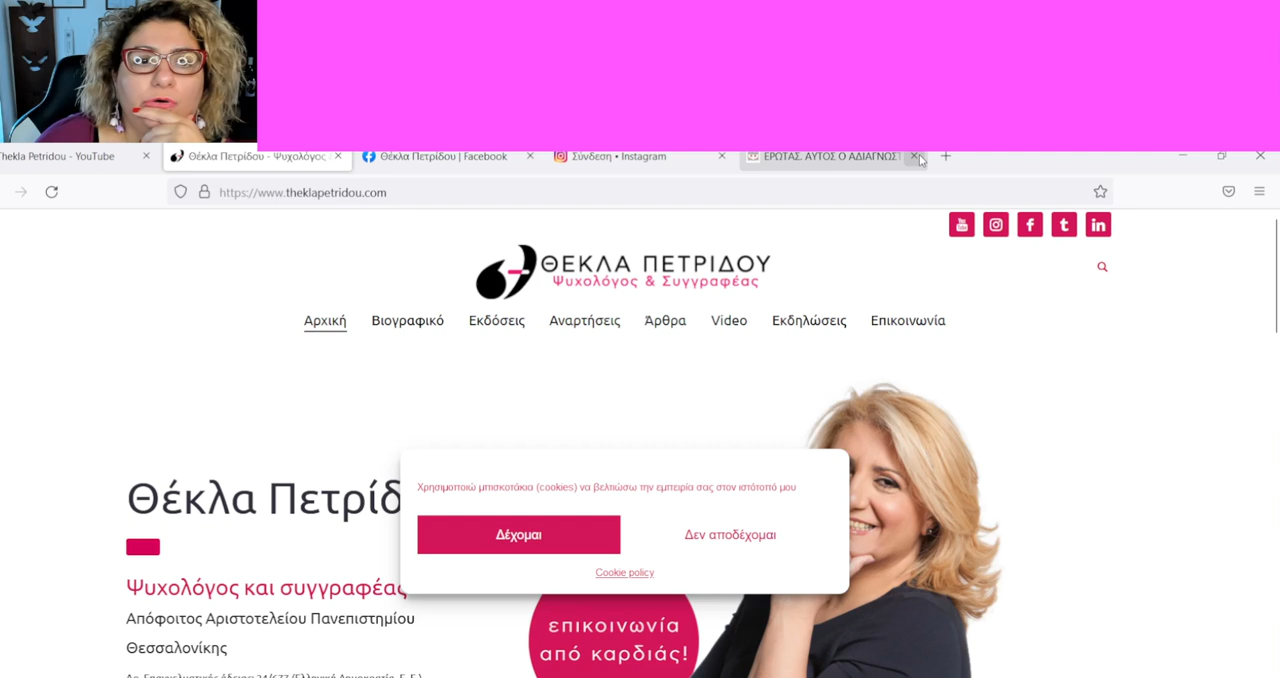 Thekla Petridou - YouTube
Θέκλα Πετρίδου - Ψυχολόγος
Θέκλα Πετρίδου | Facebook
Σύνδεση • Instagram
ΕΡΩΤΑΣ. ΑΥΤΟΣ Ο ΑΔΙΑΓΝΩΣΤ
https://www.theklapetridou.com
ΘΕΚΛΑ ΠΕΤΡΙΔΟΥ
Ψυχολόγος & Συγγραφέας
Αρχική Βιογραφικό Εκδόσεις Αναρτήσεις Άρθρα Video Εκδηλώσεις Επικοινωνία
Θέκλα Πετρίδ
Ψυχολόγος και συγγραφέας
Απόφοιτος Αριστοτελείου Πανεπιστημίου
Θεσσαλονίκης
Χρησιμοποιώ μπισκοτάκια (cookies) να βελτιώσω την εμπειρία σας στον ιστότοπό μου
Δέχομαι
Δεν αποδέχομαι
Cookie policy
επικοινωνία
από καρδιάς!